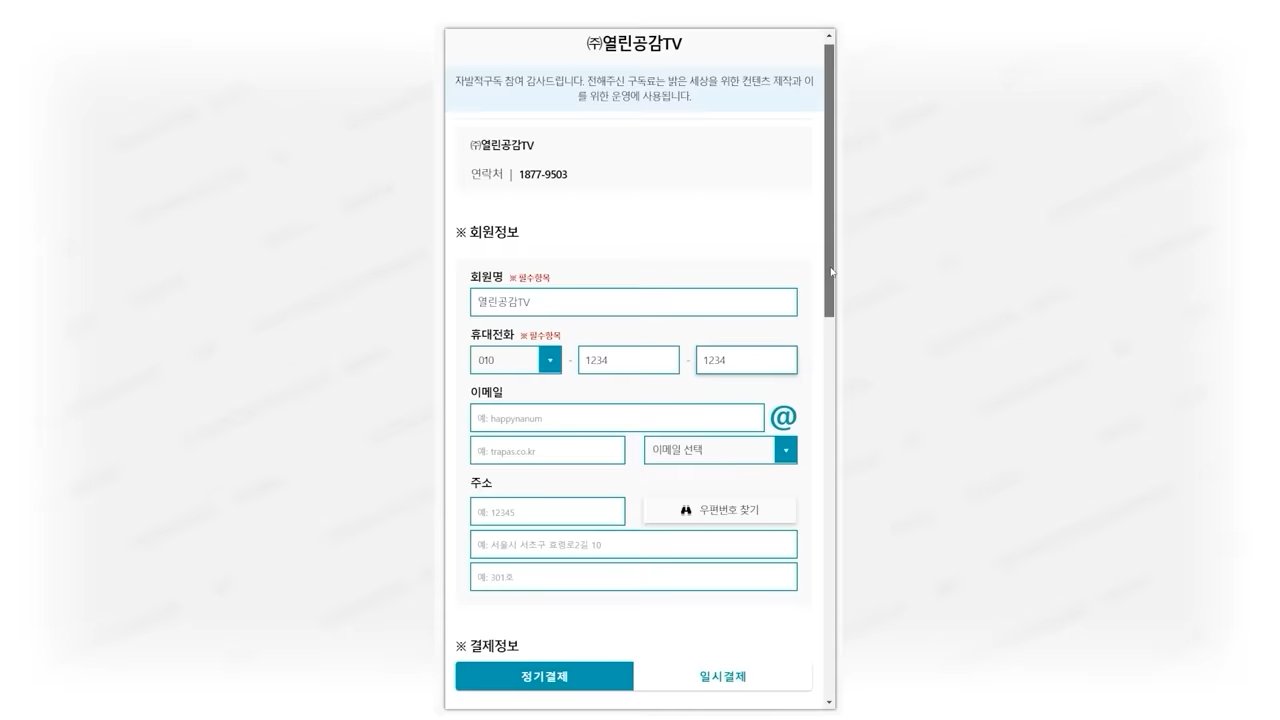 ㈜열린공감TV
자발적구독 참여 감사드립니다. 전해주신 구독료는 밝은 세상을 위한 컨텐츠 제작과 이
를 위한 운영에 사용됩니다.
㈜열린공감TV
연락처 | 1877-9503
※ 회원정보
회원명 ※ 필수항목
열린공감TV
휴대전화 ※ 필수항목
010 - 1234 - 1234
이메일
예: happynanum @
예: trapas.co.kr 이메일 선택
주소
예: 12345 우편번호 찾기
예: 서울시 서초구 효령로2길 10
예: 301호
※ 결제정보
정기결제 일시결제